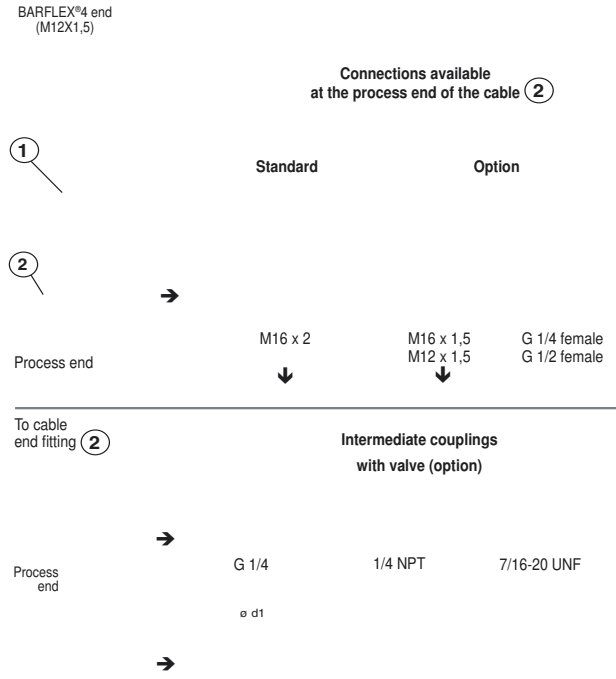 BARFLEX®4 end
(M12X1,5)
Connections available
at the process end of the cable 2
1
Standard Option
2
➔
M16 x 2 M16 x 1,5 G 1/4 female
M12 x 1,5 G 1/2 female
Process end
To cable
end fitting 2
Intermediate couplings
with valve (option)
➔
G 1/4 1/4 NPT 7/16-20 UNF
Process
end
ø d1
➔